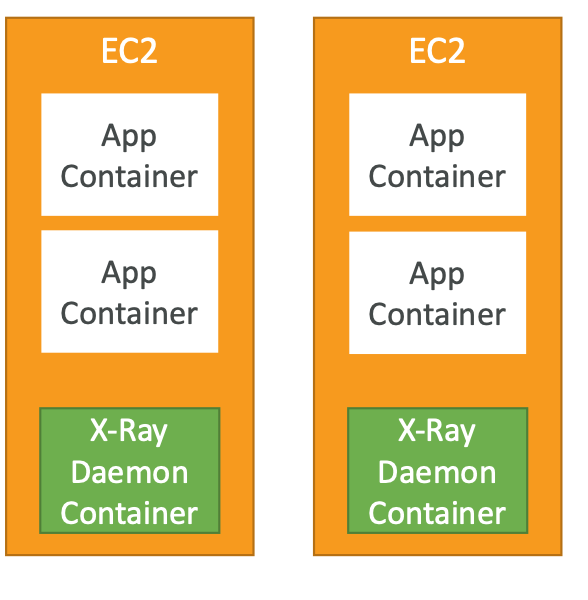 EC2
App
Container
App
Container
X-Ray
Daemon
Container
EC2
App
Container
App
Container
X-Ray
Daemon
Container